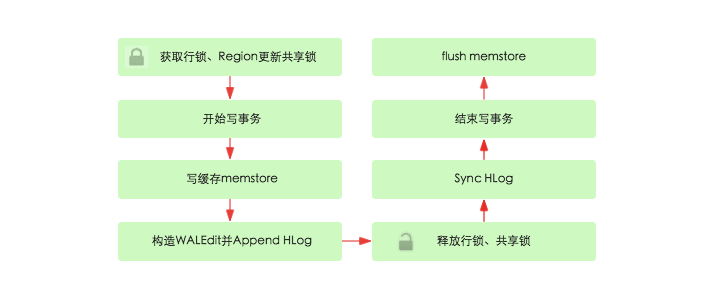 获取行锁、Region更新共享锁
开始写事务
写缓存memstore
构造WALEdit并Append HLog
释放行锁、共享锁
Sync HLog
结束写事务
flush memstore